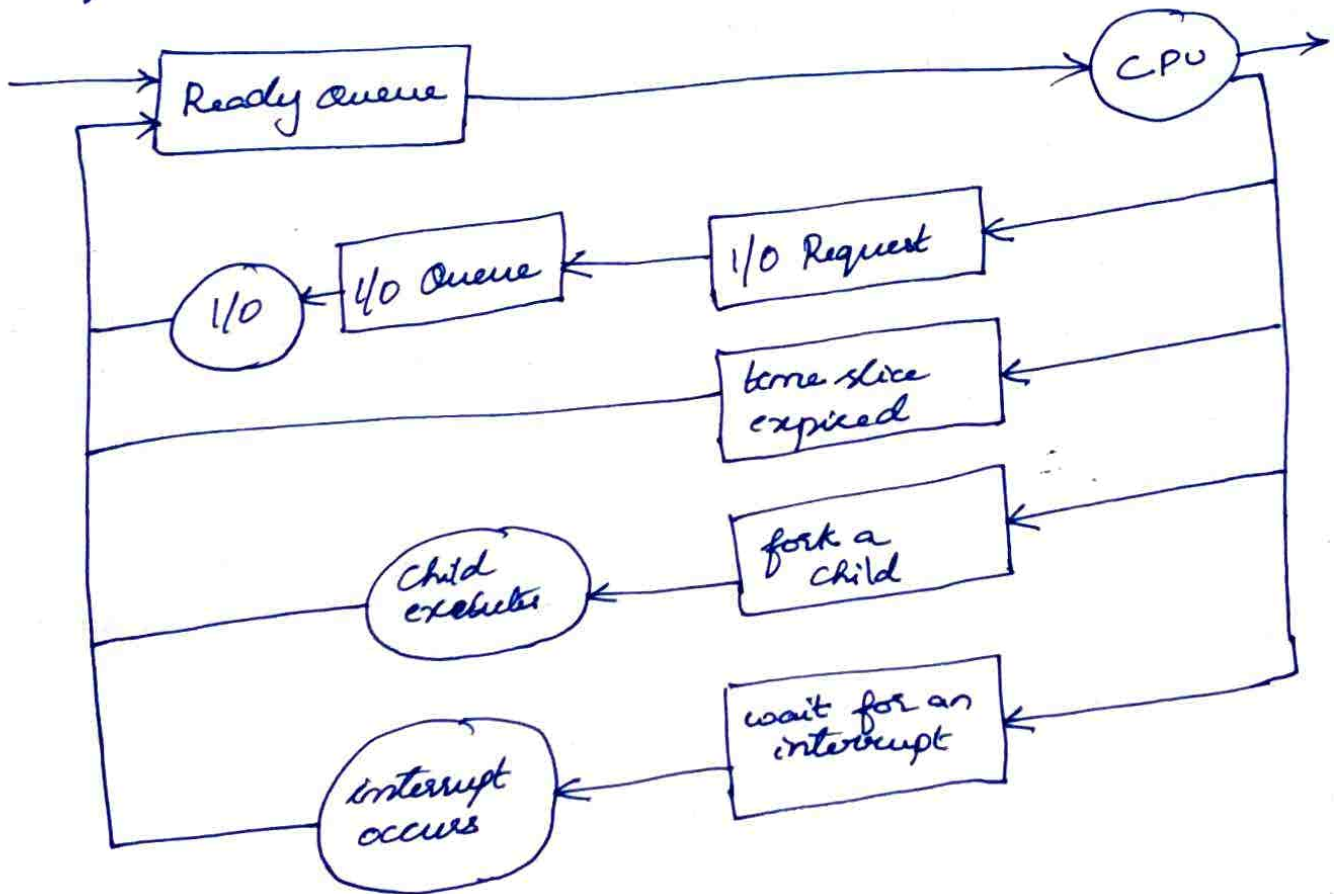 Ready Queue
CPU
I/O Request
I/O Queue
I/O
time slice
expired
fork a
child
child
executes
wait for an
interrupt
interrupt
occurs